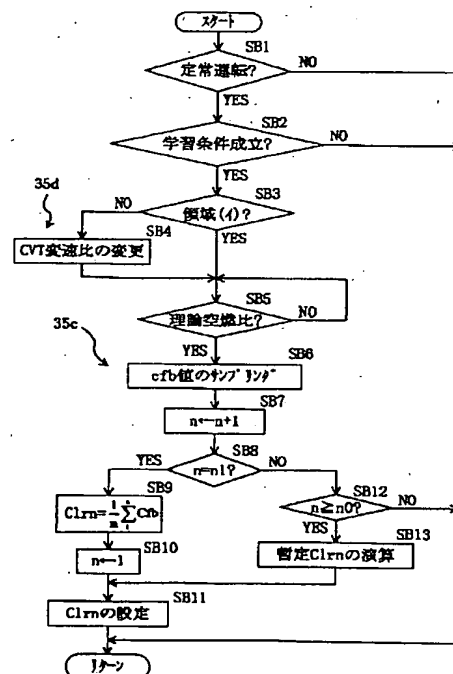 スタート
SB1
定常運転?
NO
YES
SB2
学習条件成立?
NO
YES
35d
SB3
NO
領域(イ)?
SB4
YES
CVT変速比の変更
SB5
理論空燃比?
NO
35c
YES
SB6
cfb値のサンプリング
SB7
n←n+1
SB8
YES
n=n1?
NO
SB9
SB12
Clrn=1/m Σ Cfb
n≧n0?
NO
YES
SB10
SB13
n←1
暫定Clrnの演算
SB11
Clrnの設定
リターン